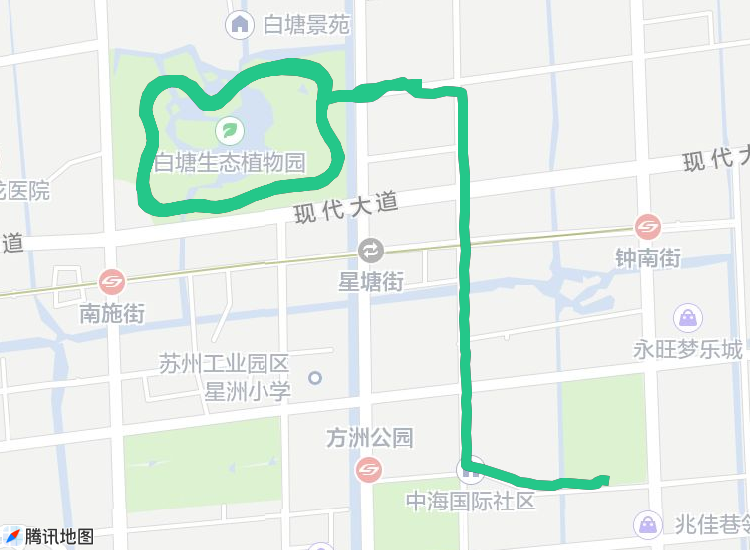 白塘景苑
白塘生态植物园
现代大道
龙医院
现代大道
道
星塘街
钟南街
南施街
永旺梦乐城
苏州工业园区
星洲小学
方洲公园
中海国际社区
兆佳巷邻
腾讯地图